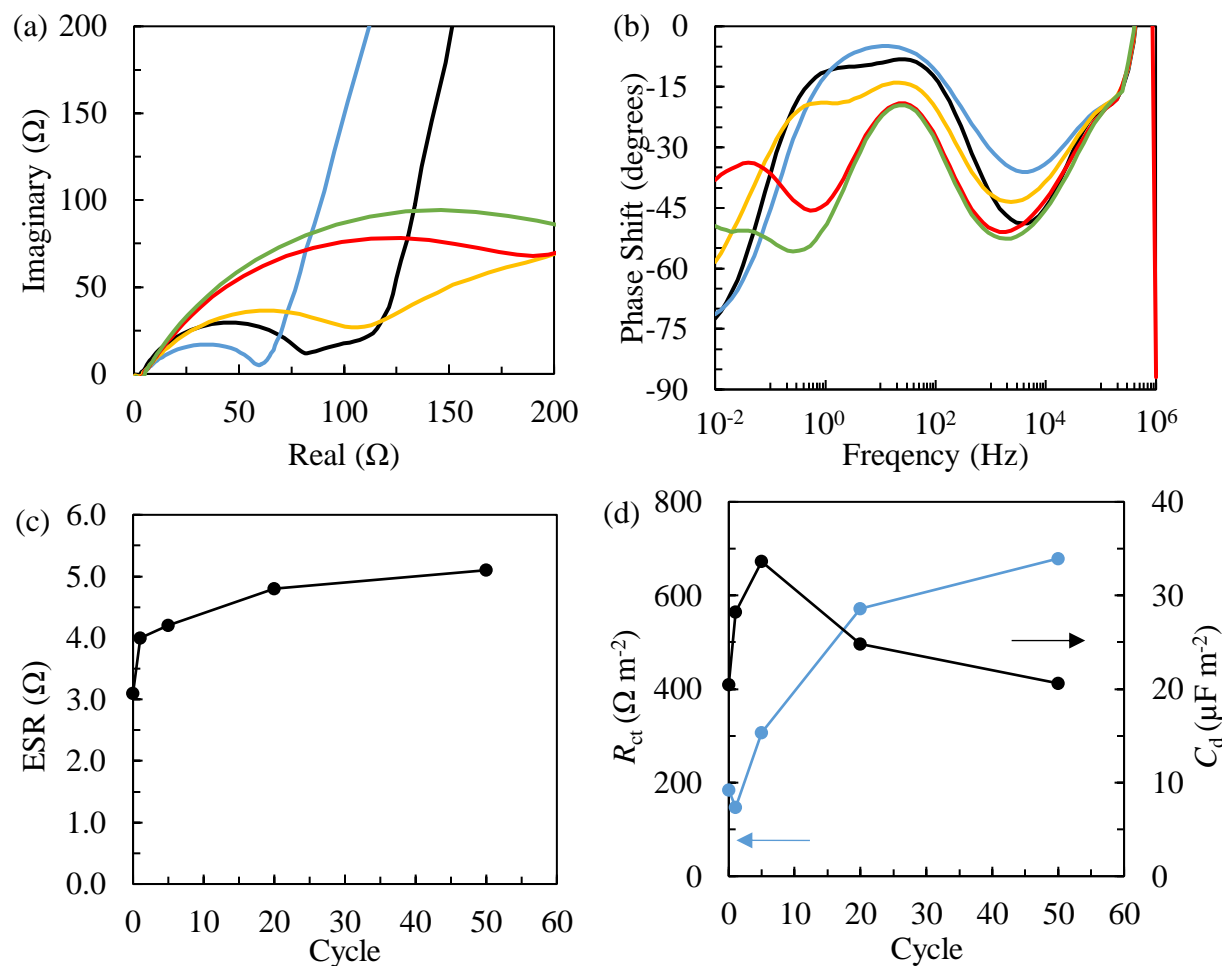 (a)
200
150
100
50
0
Imaginary (Ω)
0 50 100 150 200
Real (Ω)
(b)
0
-15
-30
-45
-60
-75
-90
Phase Shift (degrees)
10⁻² 10⁰ 10² 10⁴ 10⁶
Freqency (Hz)
(c)
6.0
5.0
4.0
3.0
2.0
1.0
0.0
ESR (Ω)
0 10 20 30 40 50 60
Cycle
(d)
800
600
400
200
0
R_ct (Ω m⁻²)
40
30
20
10
0
C_d (μF m⁻²)
0 10 20 30 40 50 60
Cycle